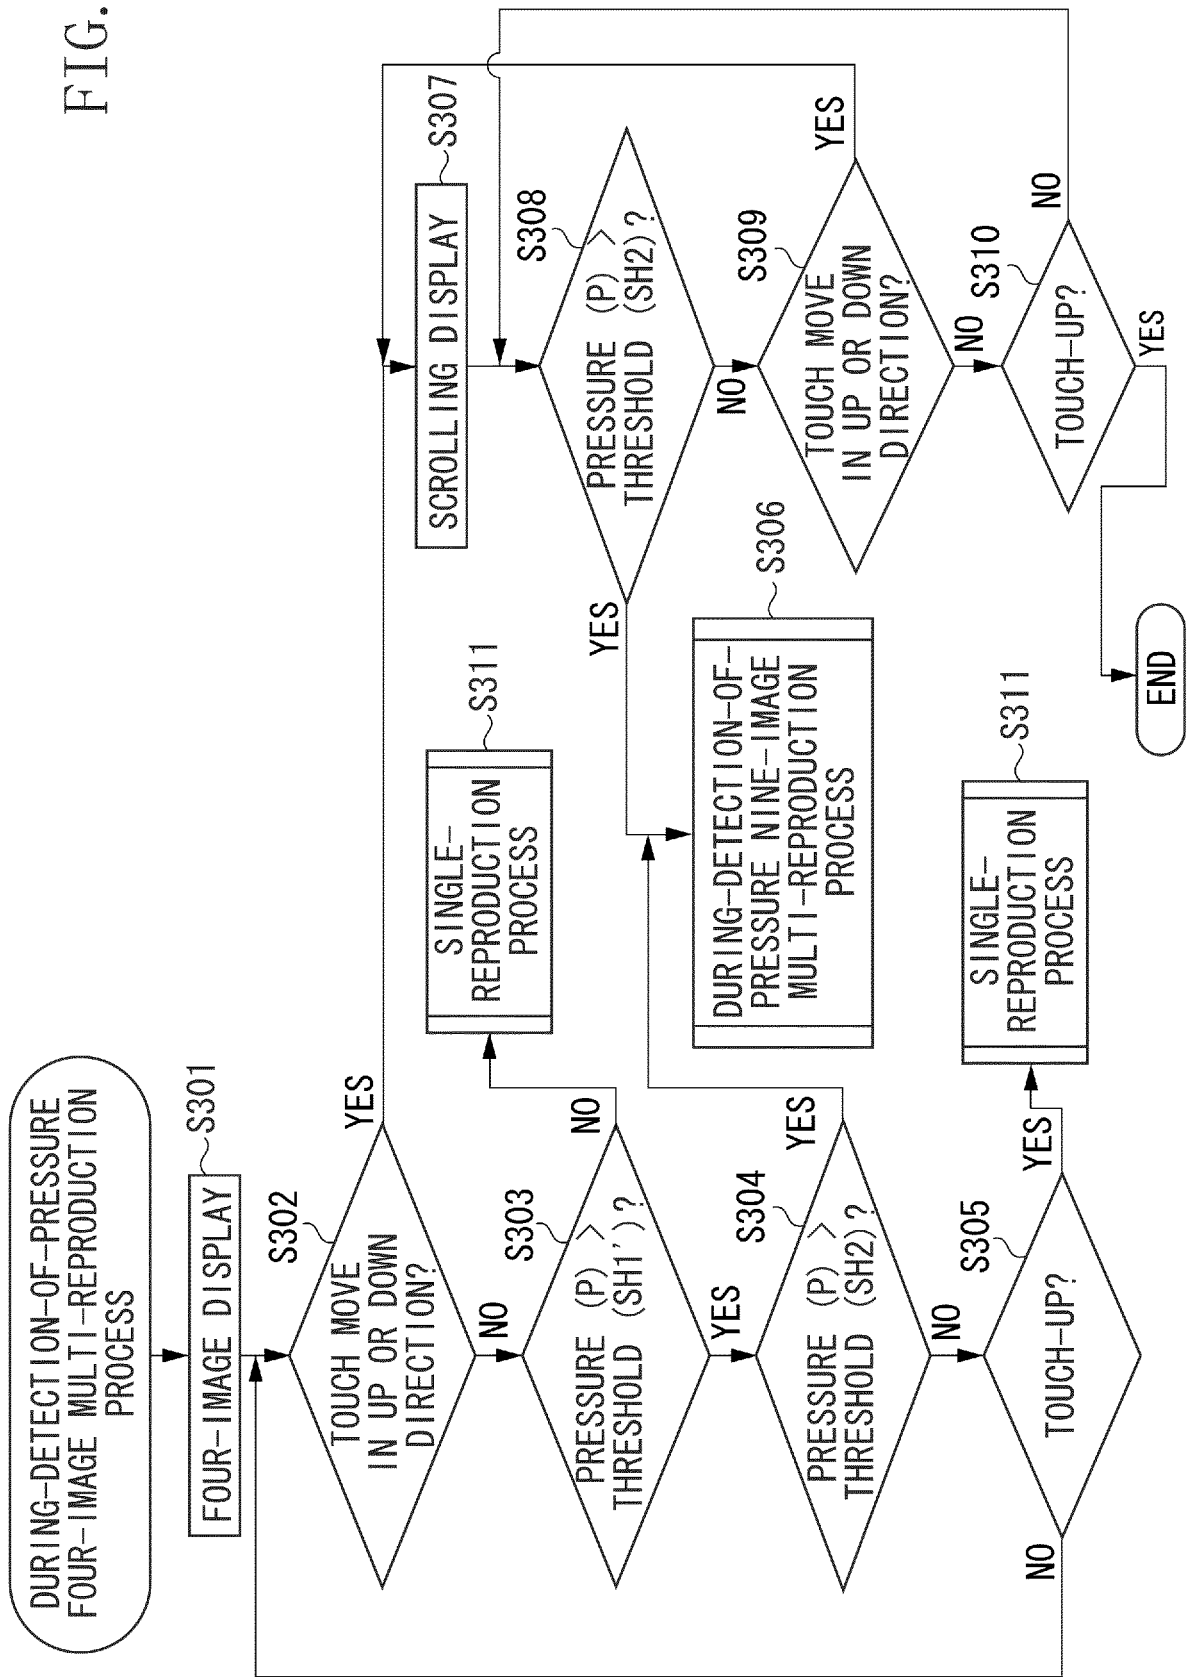 FIG.
DURING-DETECTION-OF-PRESSURE
FOUR-IMAGE MULTI-REPRODUCTION
PROCESS
S301
FOUR-IMAGE DISPLAY
S302
TOUCH MOVE
IN UP OR DOWN
DIRECTION?
YES
NO
S303
PRESSURE (P) >
THRESHOLD (SH1')?
NO
YES
S311
SINGLE-
REPRODUCTION
PROCESS
S304
PRESSURE (P) >
THRESHOLD (SH2)?
YES
NO
S305
TOUCH-UP?
YES
NO
S311
SINGLE-
REPRODUCTION
PROCESS
S306
DURING-DETECTION-OF-
PRESSURE NINE-IMAGE
MULTI-REPRODUCTION
PROCESS
S307
SCROLLING DISPLAY
S308
PRESSURE (P) >
THRESHOLD (SH2)?
YES
NO
S309
TOUCH MOVE
IN UP OR DOWN
DIRECTION?
YES
NO
S310
TOUCH-UP?
NO
YES
END